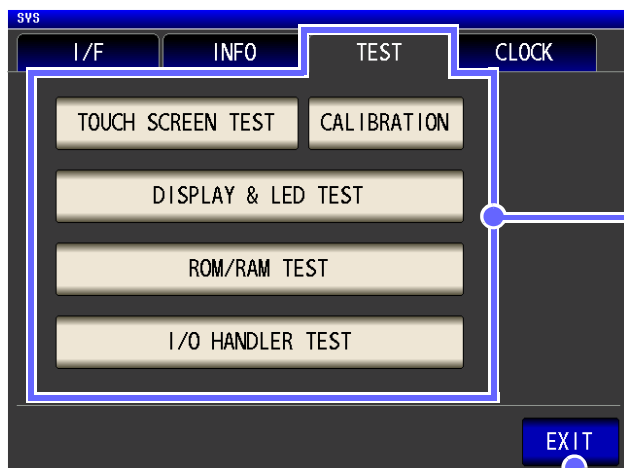 SYS
I/F INFO TEST CLOCK
TOUCH SCREEN TEST CALIBRATION
DISPLAY & LED TEST
ROM/RAM TEST
I/O HANDLER TEST
EXIT